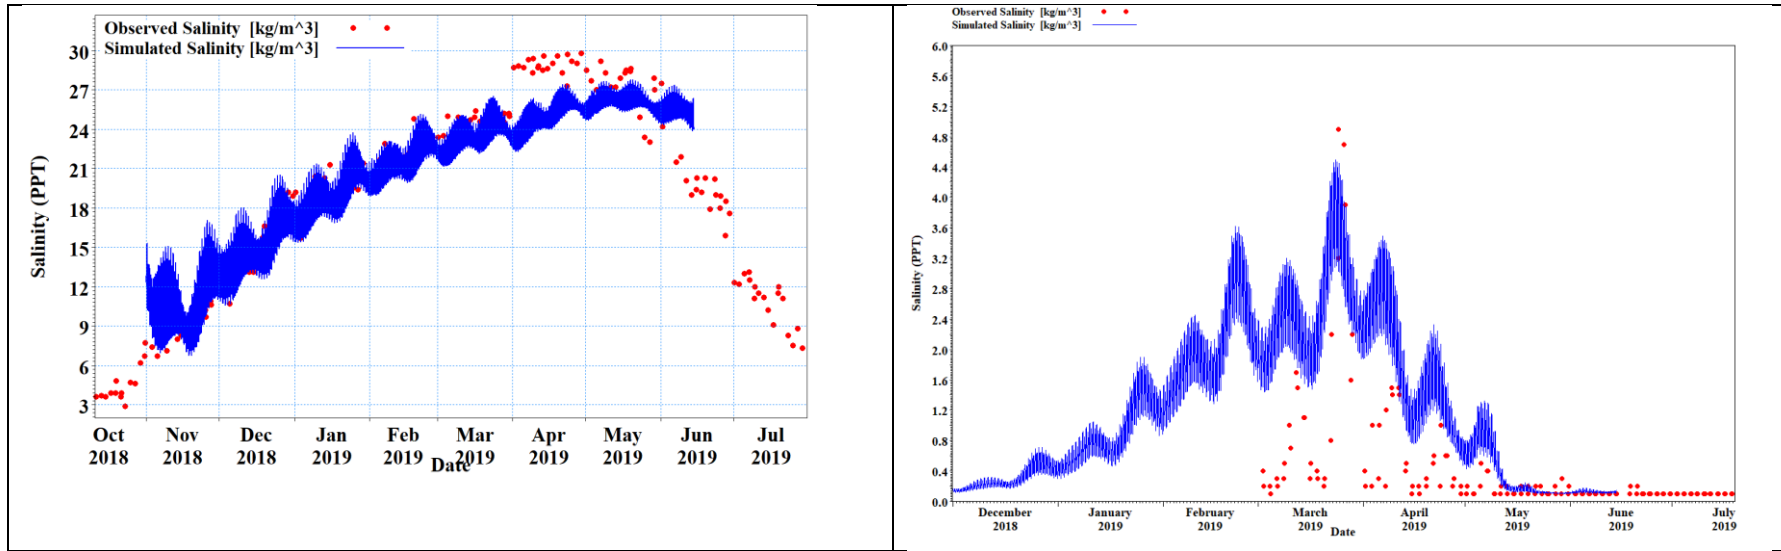 Observed Salinity [kg/m^3]
Simulated Salinity [kg/m^3]
30
27
24
21
18
15
12
9
6
3
Salinity (PPT)
Oct Nov Dec Jan Feb Mar Apr May Jun Jul
2018 2018 2018 2019 2019 2019 2019 2019 2019 2019
Date
Observed Salinity [kg/m^3]
Simulated Salinity [kg/m^3]
6.0
5.6
5.2
4.8
4.4
4.0
3.6
3.2
2.8
2.4
2.0
1.6
1.2
0.8
0.4
0.0
Salinity (PPT)
December January February March April May June July
2018 2019 2019 2019 2019 2019 2019 2019
Date